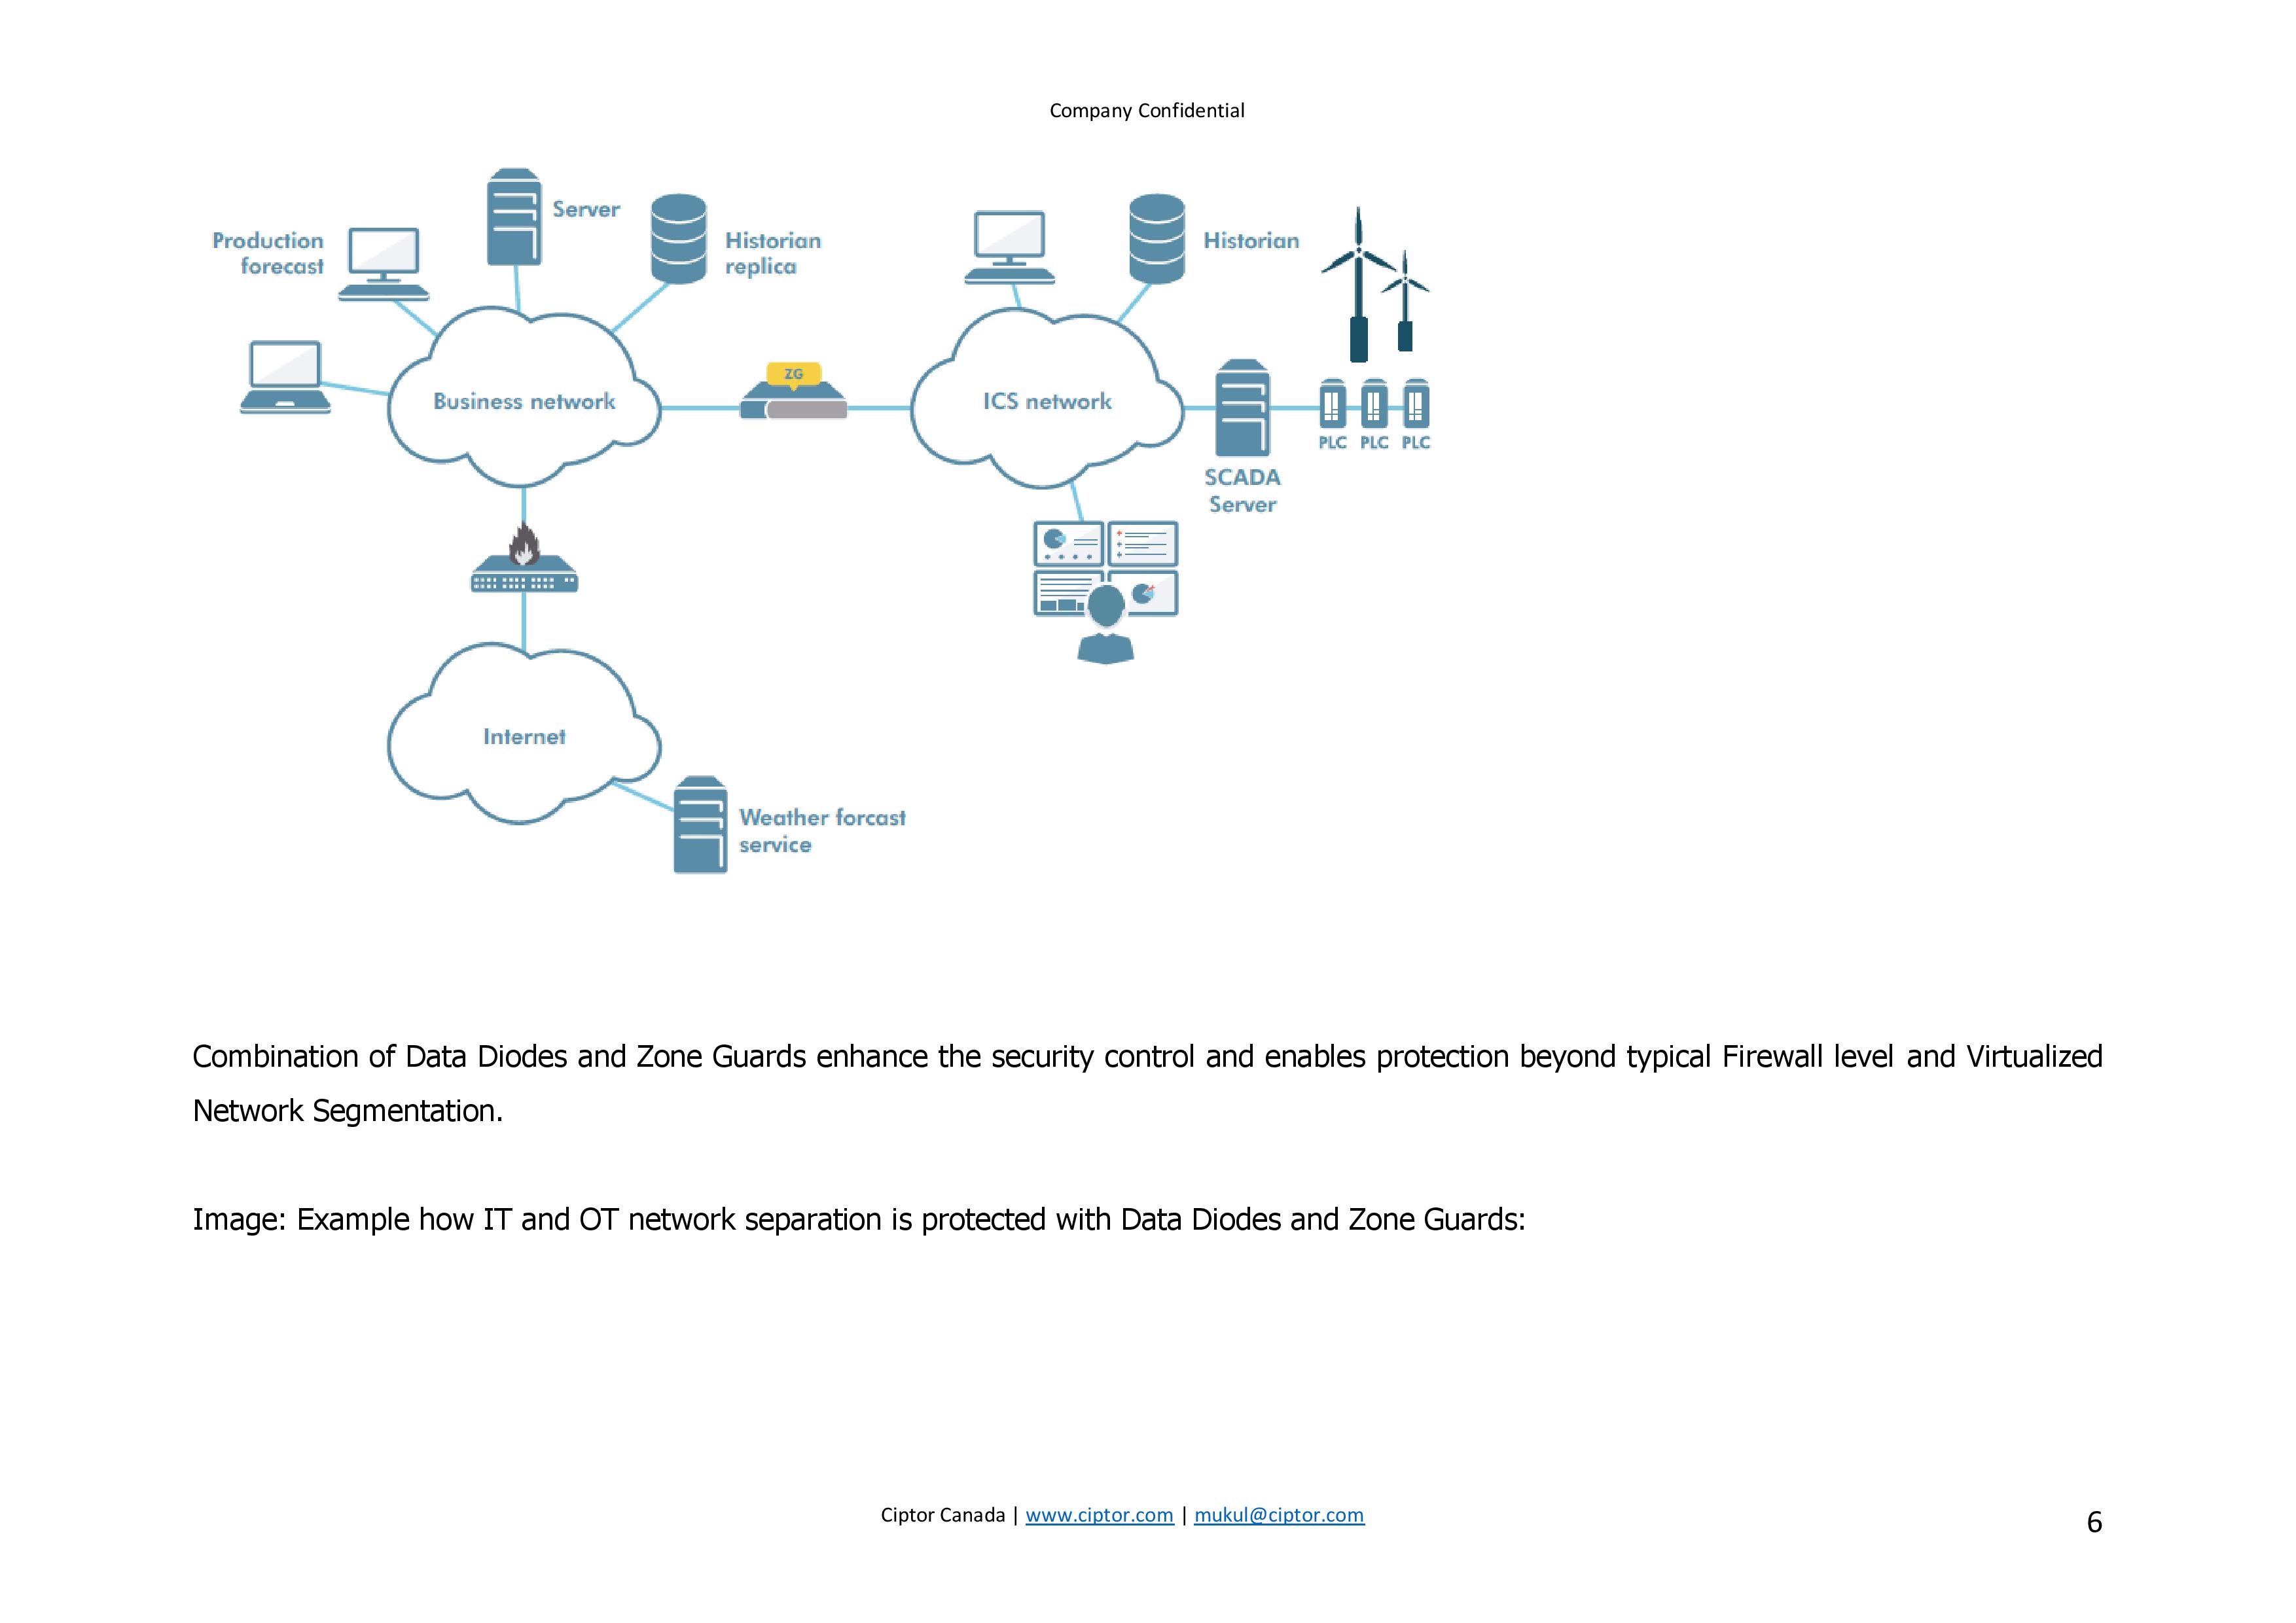 Company Confidential
Server
Production
forecast
Historian
replica
Historian
ZG
Business network
ICS network
PLC PLC PLC
SCADA
Server
Internet
Weather forcast
service
Combination of Data Diodes and Zone Guards enhance the security control and enables protection beyond typical Firewall level and Virtualized
Network Segmentation.
Image: Example how IT and OT network separation is protected with Data Diodes and Zone Guards:
Ciptor Canada | www.ciptor.com | mukul@ciptor.com
6